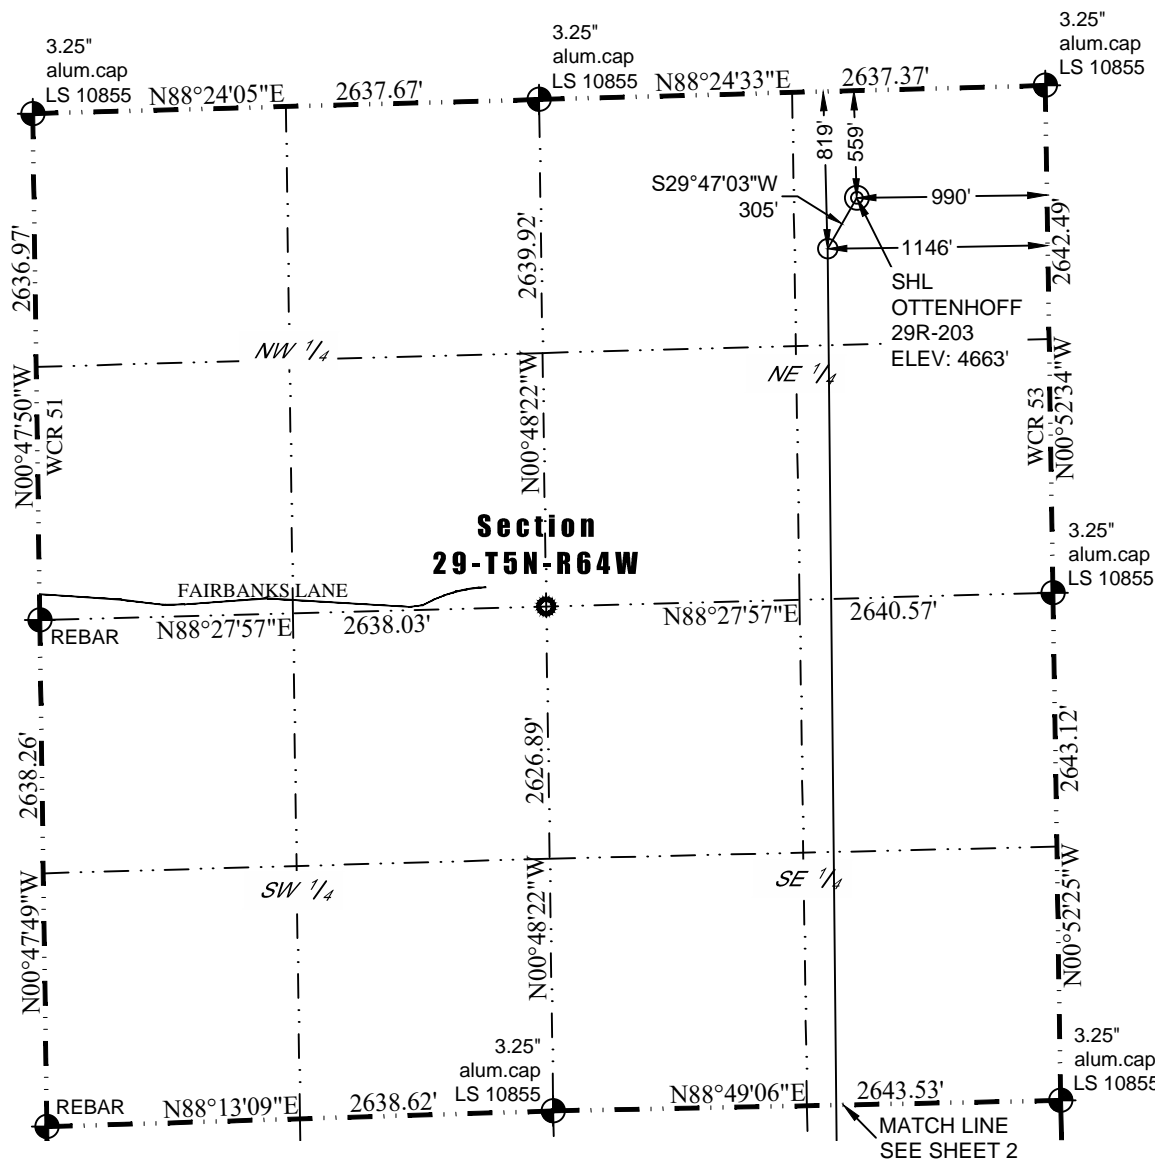 3.25"
alum.cap
LS 10855
3.25"
alum.cap
LS 10855
3.25"
alum.cap
LS 10855
N88°24'05"E
2637.67'
N88°24'33"E
2637.37'
819'
559'
S29°47'03"W
305'
990'
1146'
SHL
OTTENHOFF
29R-203
ELEV: 4663'
2636.97'
2639.92'
2642.49'
NW 1/4
NE 1/4
N00°47'50"W
WCR 51
N00°48'22"W
WCR 53
N00°52'34"W
Section
29-T5N-R64W
3.25"
alum.cap
LS 10855
FAIRBANKS LANE
REBAR
N88°27'57"E
2638.03'
N88°27'57"E
2640.57'
2638.26'
2626.89'
2643.12'
SW 1/4
SE 1/4
N00°47'49"W
N00°48'22"W
N00°52'25"W
3.25"
alum.cap
LS 10855
3.25"
alum.cap
LS 10855
REBAR
N88°13'09"E
2638.62'
N88°49'06"E
2643.53'
MATCH LINE
SEE SHEET 2